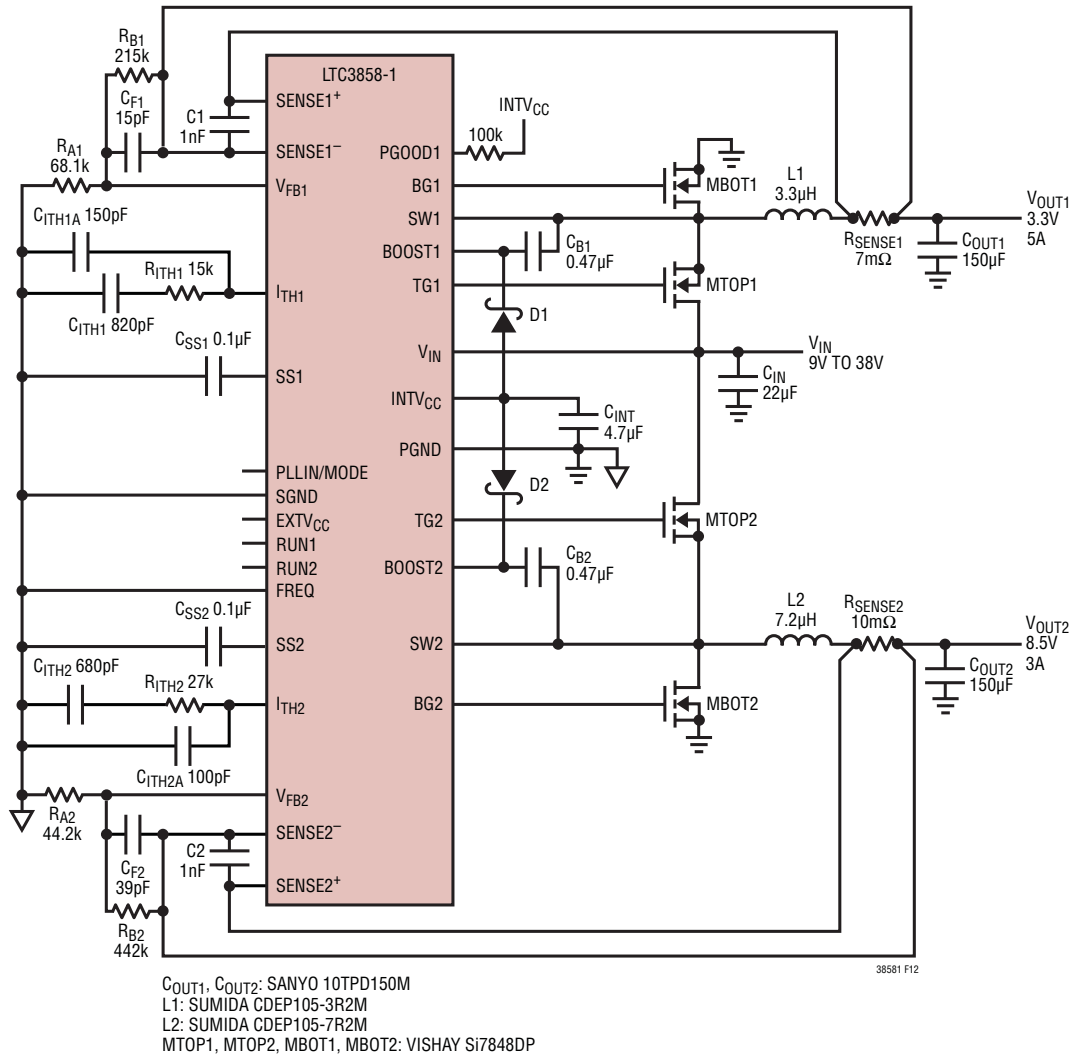 RB1
215k
CF1
15pF
RA1
68.1k
CITH1A 150pF
RITH1 15k
CITH1 820pF
CSS1 0.1µF
C1
1nF
LTC3858-1
SENSE1+
SENSE1–
VFB1
ITH1
SS1
PLLIN/MODE
SGND
EXTVCC
RUN1
RUN2
FREQ
SS2
ITH2
VFB2
SENSE2–
SENSE2+
PGOOD1
BG1
SW1
BOOST1
TG1
VIN
INTVCC
PGND
TG2
BOOST2
SW2
BG2
INTVCC
100k
MBOT1
L1
3.3µH
CB1
0.47µF
MTOP1
RSENSE1
7mΩ
VOUT1
3.3V
5A
COUT1
150µF
D1
VIN
9V TO 38V
CIN
22µF
CINT
4.7µF
D2
MTOP2
CB2
0.47µF
L2
7.2µH
RSENSE2
10mΩ
VOUT2
8.5V
3A
COUT2
150µF
MBOT2
CSS2 0.1µF
CITH2 680pF
RITH2 27k
CITH2A 100pF
RA2
44.2k
CF2
39pF
RB2
442k
C2
1nF
38581 F12
COUT1, COUT2: SANYO 10TPD150M
L1: SUMIDA CDEP105-3R2M
L2: SUMIDA CDEP105-7R2M
MTOP1, MTOP2, MBOT1, MBOT2: VISHAY Si7848DP